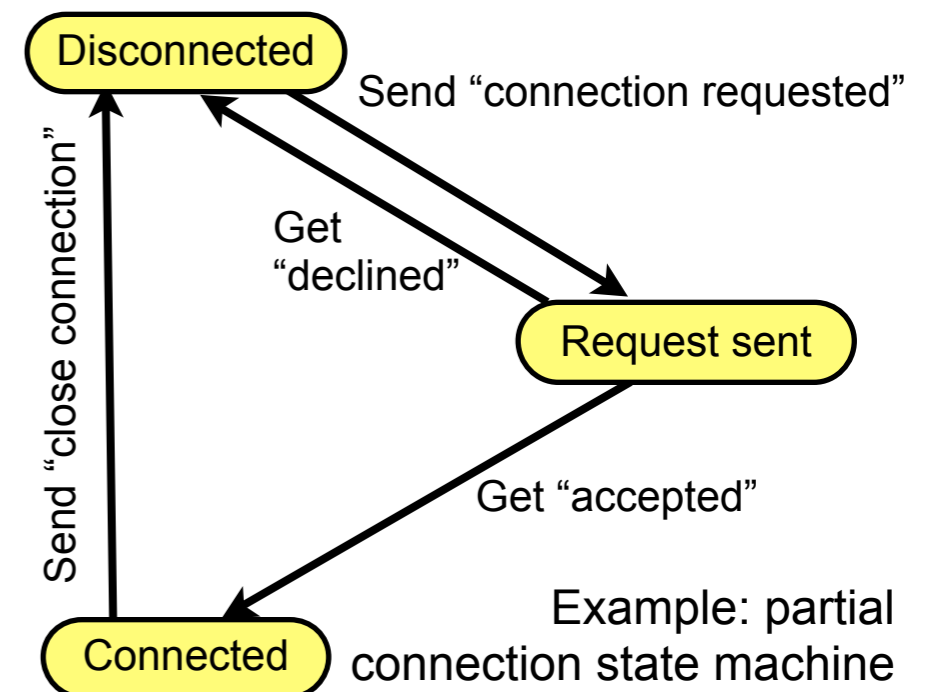 Disconnected
Send “connection requested”
Send “close connection”
Get
“declined”
Request sent
Get “accepted”
Example: partial
connection state machine
Connected